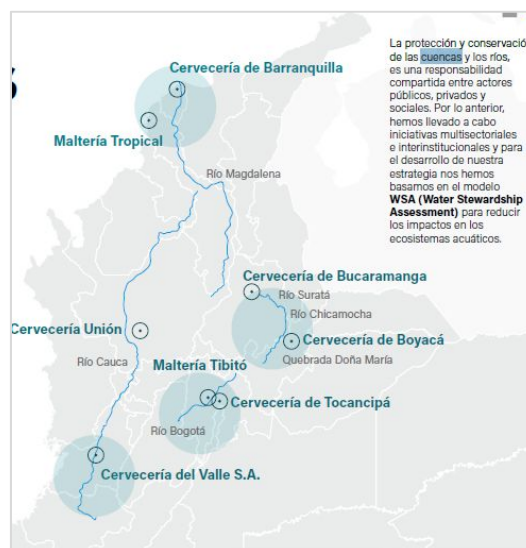 La protección y conservació
de las cuencas y los ríos,
es una responsabilidad
compartida entre actores
públicos, privados y
sociales. Por lo anterior,
hemos llevado a cabo
iniciativas multisectoriales
e interinstitucionales y para
el desarrollo de nuestra
estrategia nos hemos
basamos en el modelo
WSA (Water Stewardship
Assessment) para reducir
los impactos en los
ecosistemas acuáticos.
Cervecería de Barranquilla
Maltería Tropical
Río Magdalena
Cervecería de Bucaramanga
Río Suratá
Río Chicamocha
Cervecería Unión
Cervecería de Boyacá
Río Cauca
Quebrada Doña María
Maltería Tibitó
Cervecería de Tocancipá
Río Bogotá
Cervecería del Valle S.A.